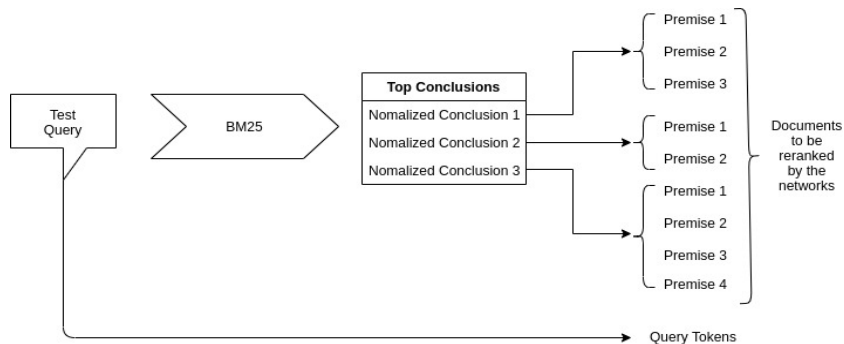 Test
Query
BM25
Top Conclusions
Nomalized Conclusion 1
Nomalized Conclusion 2
Nomalized Conclusion 3
Premise 1
Premise 2
Premise 3
Premise 1
Premise 2
Premise 1
Premise 2
Premise 3
Premise 4
Documents
to be
reranked
by the
networks
Query Tokens